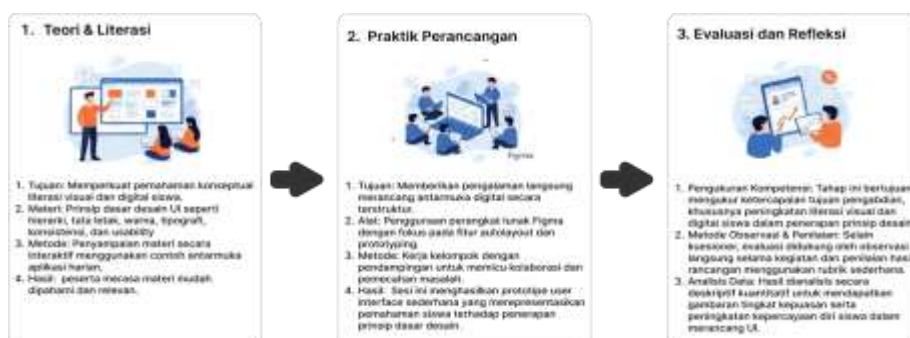 1. Teori & Literasi
1. Tujuan: Memperkuat pemahaman konseptual
literasi visual dan digital siswa.
2. Materi: Prinsip dasar desain UI seperti
hierarki, tata letak, warna, tipografi,
konsistensi, dan usability
3. Metode: Penyampaian materi secara
interaktif menggunakan contoh antarmuka
aplikasi harian.
4. Hasil: peserta merasa materi mudah
dipahami dan relevan.
2. Praktik Perancangan
Figma
1. Tujuan: Memberikan pengalaman langsung
merancang antarmuka digital secara
terstruktur.
2. Alat: Penggunaan perangkat lunak Figma
dengan fokus pada fitur autolayout dan
prototyping.
3. Metode: Kerja kelompok dengan
pendampingan untuk memicu kolaborasi dan
pemecahan masalah.
4. Hasil: Sesi ini menghasilkan prototipe user
interface sederhana yang merepresentasikan
pemahaman siswa terhadap penerapan
prinsip dasar desain.
3. Evaluasi dan Refleksi
1. Pengukuran Kompetensi: Tahap ini bertujuan
mengukur ketercapaian tujuan pengabdian,
khususnya peningkatan literasi visual dan
digital siswa dalam penerapan prinsip desain
2. Metode Observasi & Penilaian: Selain
kuesioner, evaluasi didukung oleh observasi
langsung selama kegiatan dan penilaian hasil
rancangan menggunakan rubrik sederhana.
3. Analisis Data: Hasil dianalisis secara
deskriptif kuantitatif untuk mendapatkan
gambaran tingkat kepuasan serta
peningkatan kepercayaan diri siswa dalam
merancang UI.